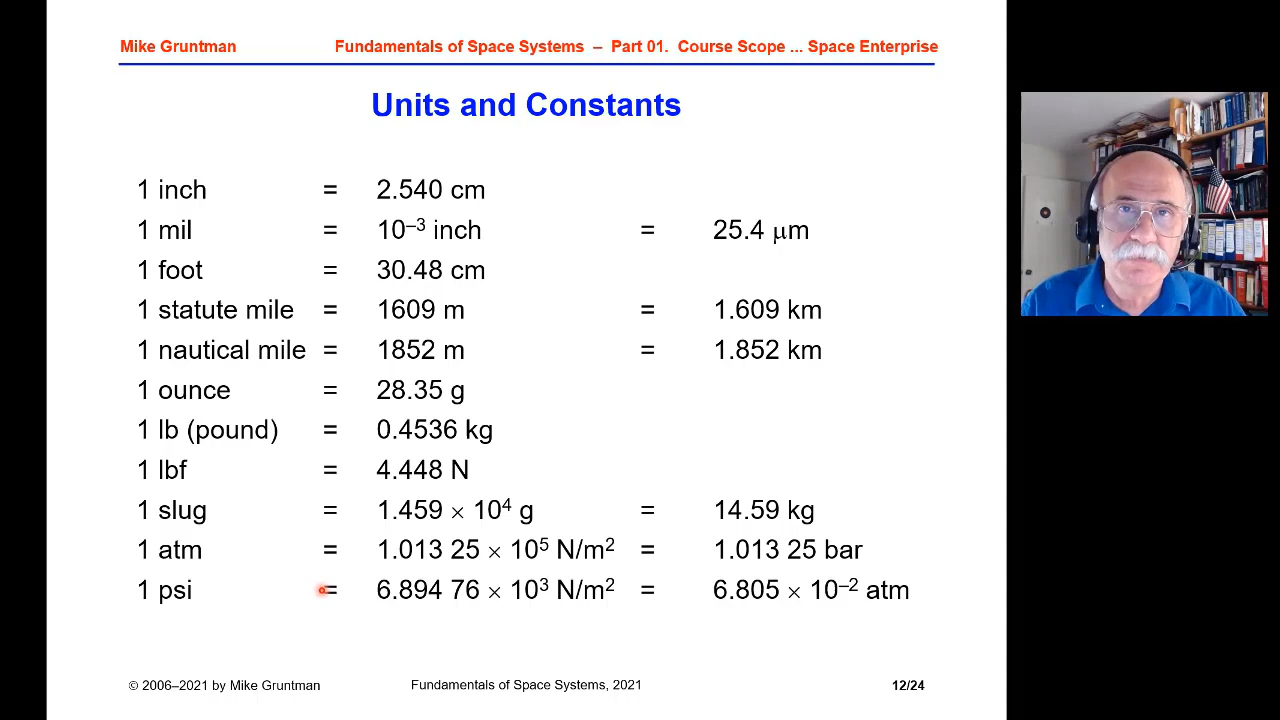 Mike Gruntman Fundamentals of Space Systems – Part 01. Course Scope ... Space Enterprise
Units and Constants
1 inch = 2.540 cm
1 mil = 10⁻³ inch = 25.4 μm
1 foot = 30.48 cm
1 statute mile = 1609 m = 1.609 km
1 nautical mile = 1852 m = 1.852 km
1 ounce = 28.35 g
1 lb (pound) = 0.4536 kg
1 lbf = 4.448 N
1 slug = 1.459 × 10⁴ g = 14.59 kg
1 atm = 1.013 25 × 10⁵ N/m² = 1.013 25 bar
1 psi = 6.894 76 × 10³ N/m² = 6.805 × 10⁻² atm
© 2006–2021 by Mike Gruntman Fundamentals of Space Systems, 2021 12/24